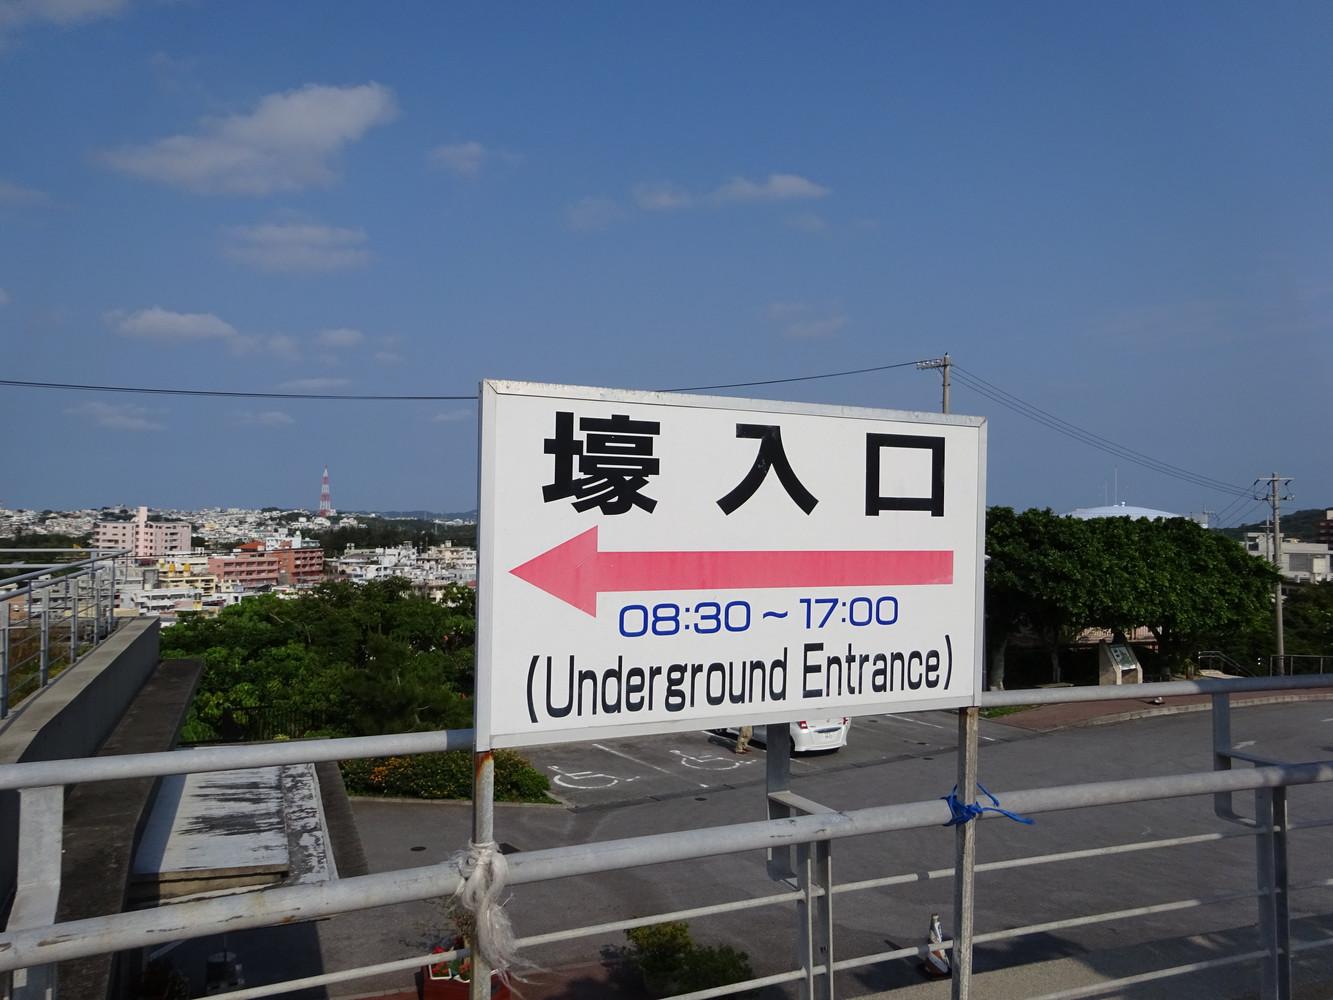 壕入口
08:30～17:00
(Underground Entrance)